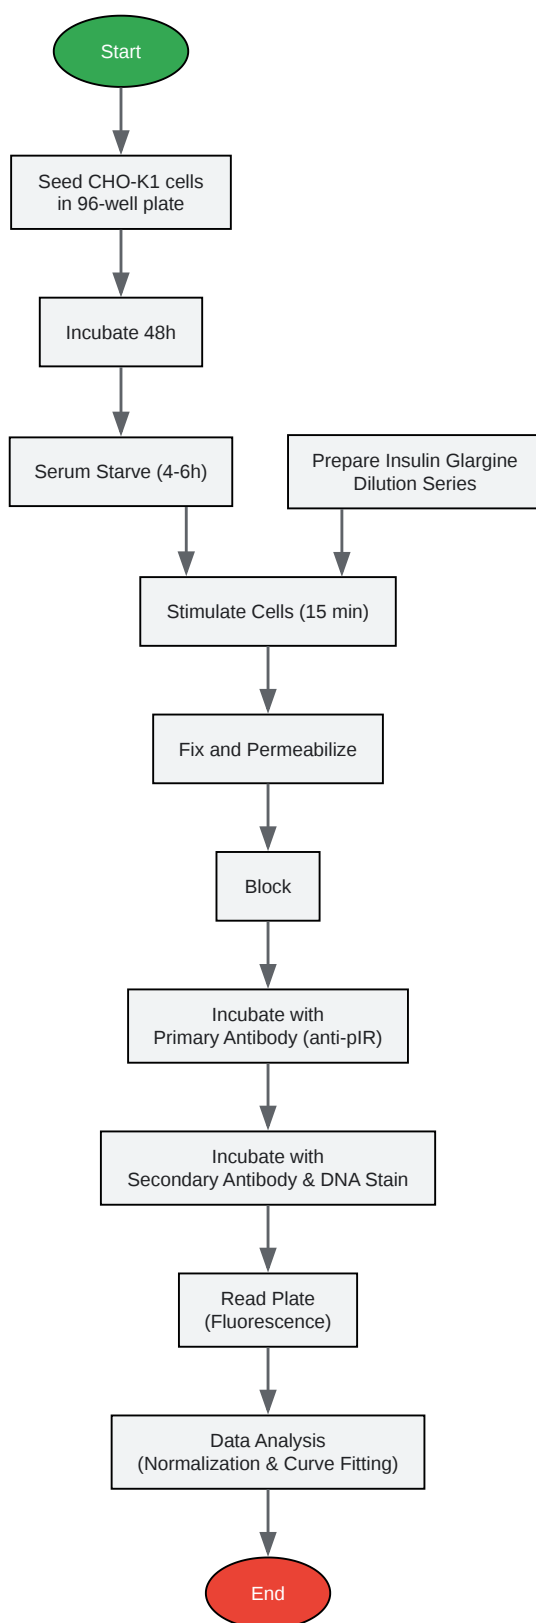 Start
Seed CHO-K1 cells
in 96-well plate
Incubate 48h
Serum Starve (4-6h)
Prepare Insulin Glargine
Dilution Series
Stimulate Cells (15 min)
Fix and Permeabilize
Block
Incubate with
Primary Antibody (anti-pIR)
Incubate with
Secondary Antibody & DNA Stain
Read Plate
(Fluorescence)
Data Analysis
(Normalization & Curve Fitting)
End